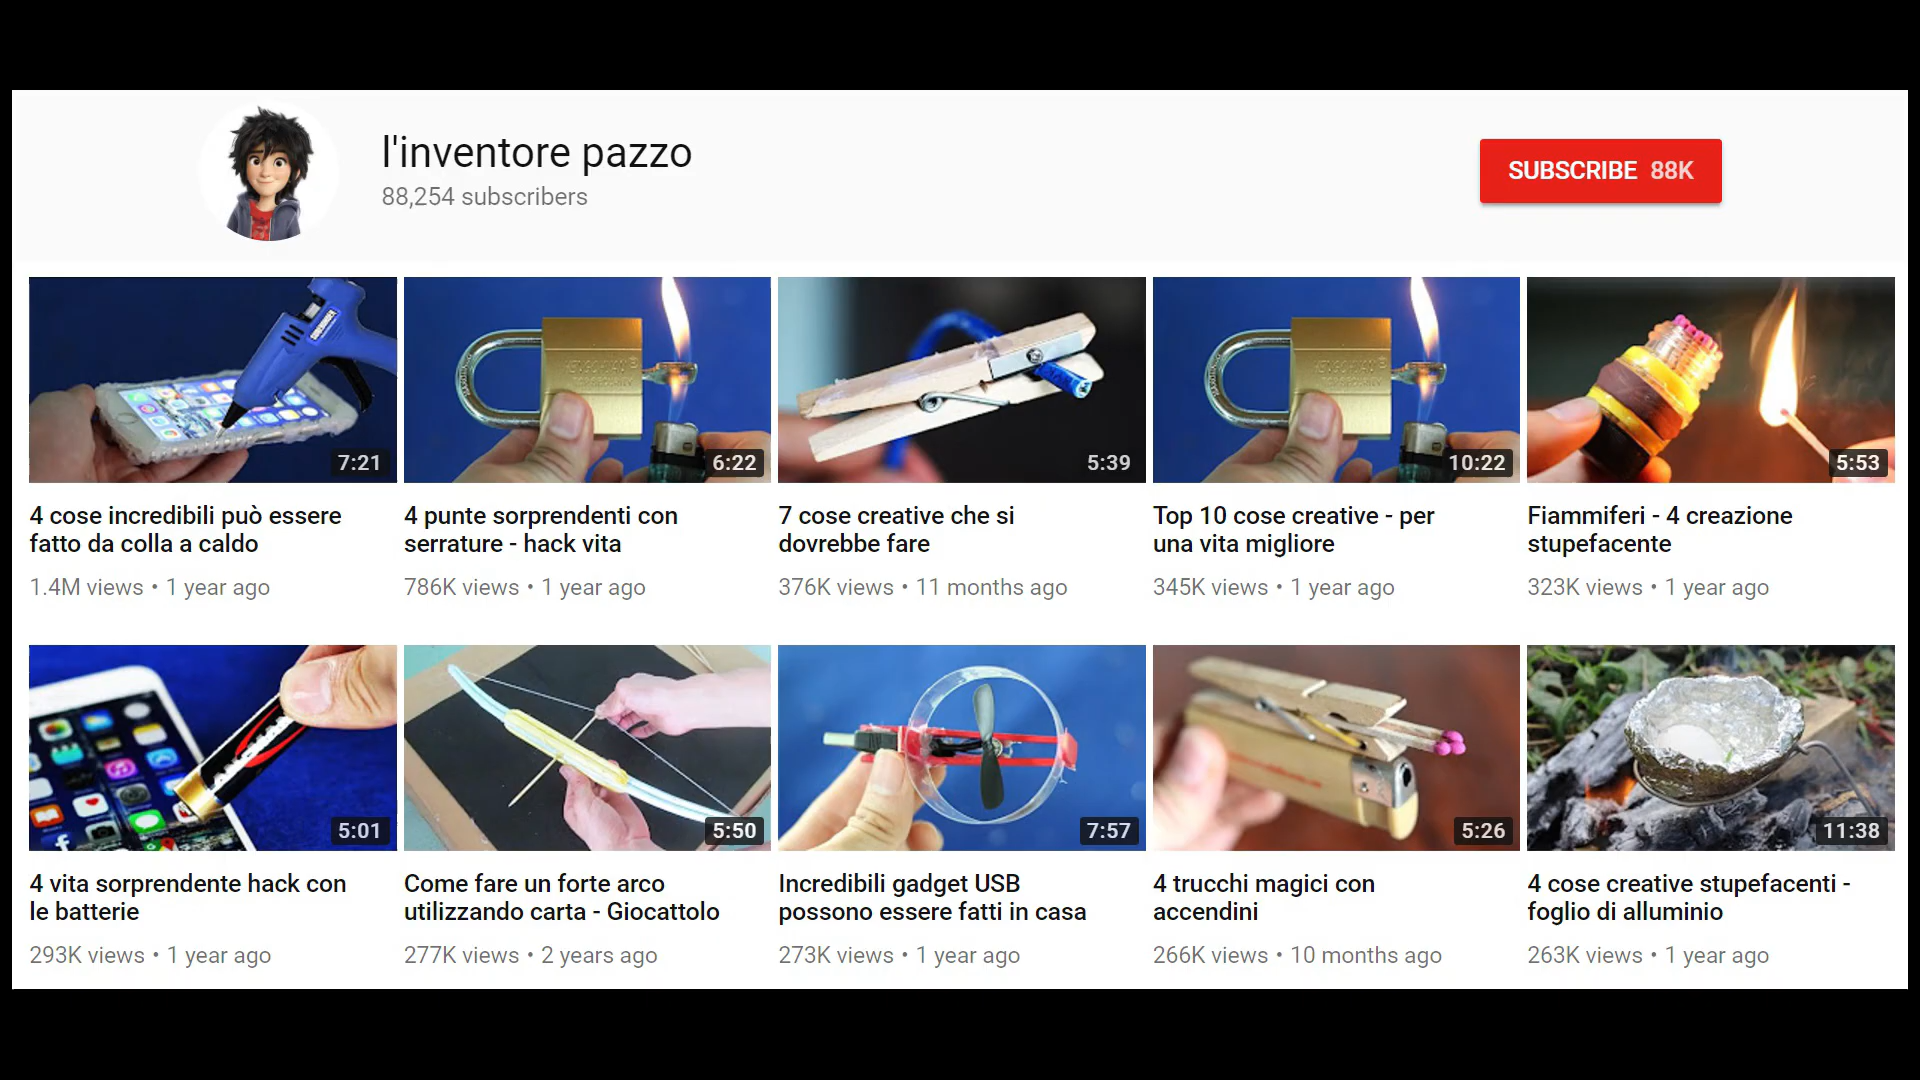 l'inventore pazzo
88,254 subscribers
SUBSCRIBE 88K
7:21
6:22
5:39
10:22
5:53
4 cose incredibili può essere
fatto da colla a caldo
1.4M views • 1 year ago
4 punte sorprendenti con
serrature - hack vita
786K views • 1 year ago
7 cose creative che si
dovrebbe fare
376K views • 11 months ago
Top 10 cose creative - per
una vita migliore
345K views • 1 year ago
Fiammiferi - 4 creazione
stupefacente
323K views • 1 year ago
5:01
5:50
7:57
5:26
11:38
4 vita sorprendente hack con
le batterie
293K views • 1 year ago
Come fare un forte arco
utilizzando carta - Giocattolo
277K views • 2 years ago
Incredibili gadget USB
possono essere fatti in casa
273K views • 1 year ago
4 trucchi magici con
accendini
266K views • 10 months ago
4 cose creative stupefacenti -
foglio di alluminio
263K views • 1 year ago